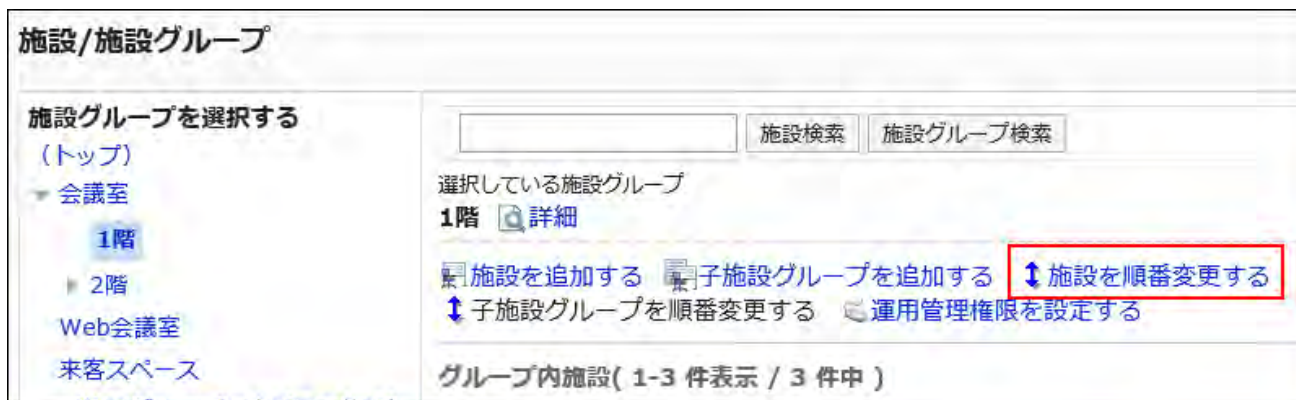 施設/施設グループ
施設グループを選択する
(トップ)
会議室
1階
2階
Web会議室
来客スペース
施設検索 施設グループ検索
選択している施設グループ
1階 詳細
施設を追加する 子施設グループを追加する 施設を順番変更する
子施設グループを順番変更する 運用管理権限を設定する
グループ内施設( 1-3 件表示 / 3 件中 )